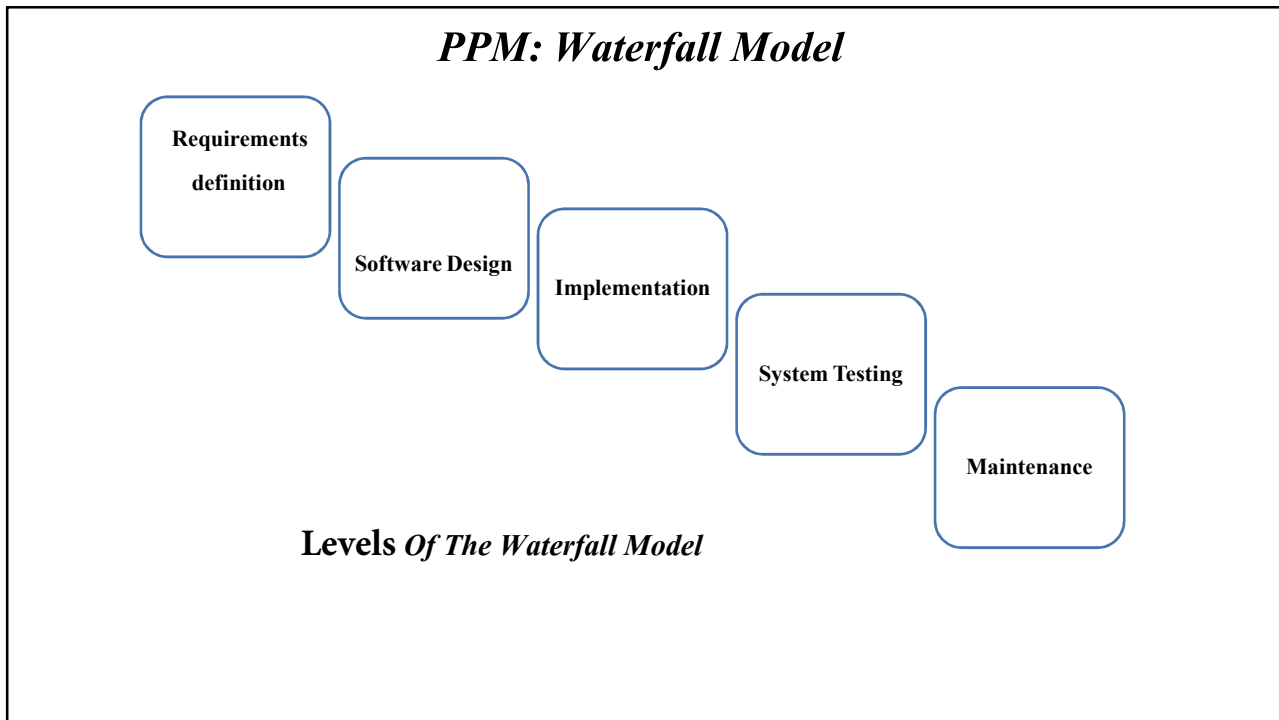 PPM: Waterfall Model
Requirements
definition
Software Design
Implementation
System Testing
Maintenance
Levels Of The Waterfall Model